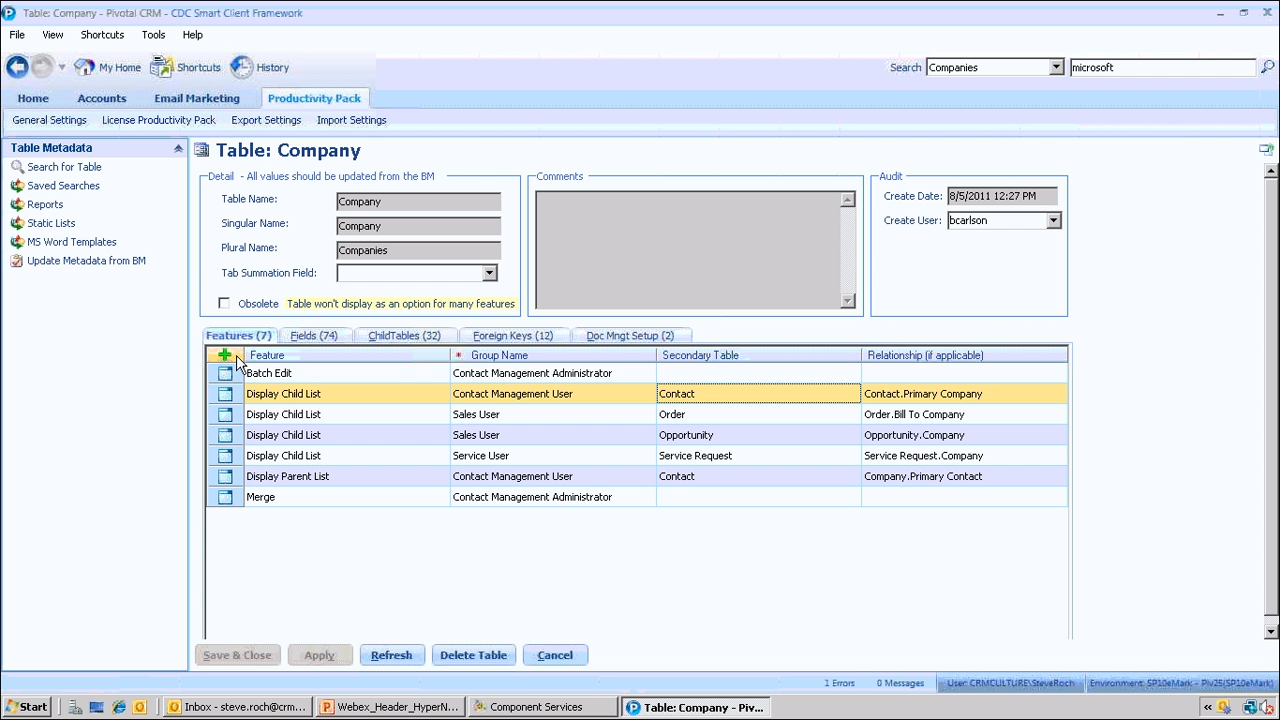 Table: Company - Pivotal CRM - CDC Smart Client Framework
File View Shortcuts Tools Help
My Home Shortcuts History Search Companies microsoft
Home Accounts Email Marketing Productivity Pack
General Settings License Productivity Pack Export Settings Import Settings
Table Metadata
Search for Table
Saved Searches
Reports
Static Lists
MS Word Templates
Update Metadata from BM
Table: Company
Detail - All values should be updated from the BM
Table Name: Company
Singular Name: Company
Plural Name: Companies
Tab Summation Field:
Obsolete Table won't display as an option for many features
Comments
Audit
Create Date: 8/5/2011 12:27 PM
Create User: bcarlson
Features (7) Fields (74) ChildTables (32) Foreign Keys (12) Doc Mngt Setup (2)
Feature * Group Name Secondary Table Relationship (if applicable)
Batch Edit Contact Management Administrator
Display Child List Contact Management User Contact Contact.Primary Company
Display Child List Sales User Order Order.Bill To Company
Display Child List Sales User Opportunity Opportunity.Company
Display Child List Service User Service Request Service Request.Company
Display Parent List Contact Management User Contact Company.Primary Contact
Merge Contact Management Administrator
Save & Close Apply Refresh Delete Table Cancel
1 Errors 0 Messages User: CRMCULTURE\SteveRoch Environment: SP10eMark - Piv25(SP10eMark)
Start Inbox - steve.roch@crm... Webex_Header_HyperN... Component Services Table: Company - Piv...